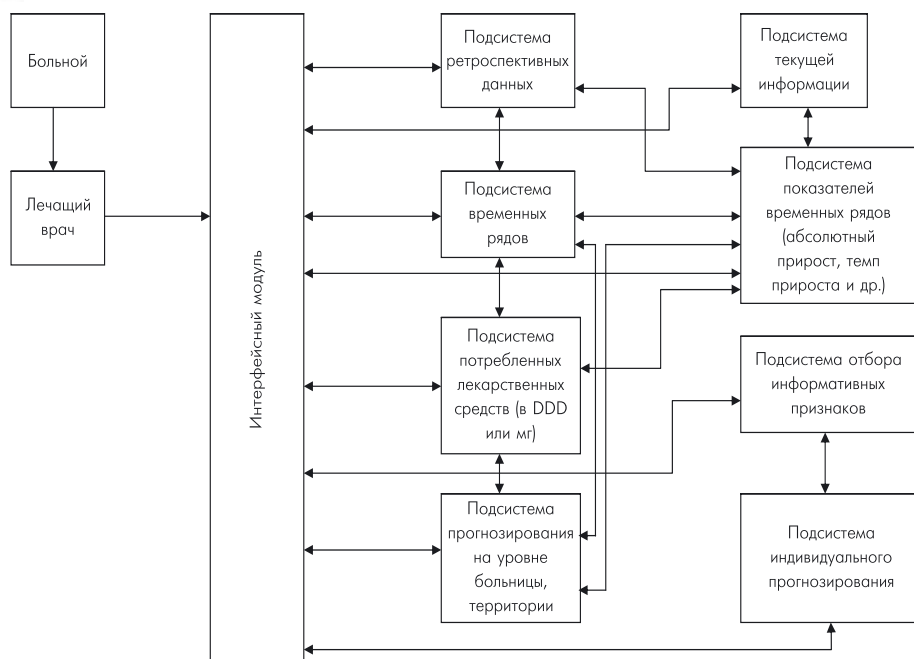 Больной
Лечащий
врач
Интерфейсный модуль
Подсистема
ретроспективных
данных
Подсистема
временных
рядов
Подсистема
потребленных
лекарственных
средств (в DDD
или мг)
Подсистема
прогнозирования
на уровне
больницы,
территории
Подсистема
текущей
информации
Подсистема
показателей
временных рядов
(абсолютный
прирост, темп
прироста и др.)
Подсистема отбора
информативных
признаков
Подсистема
индивидуального
прогнозирования